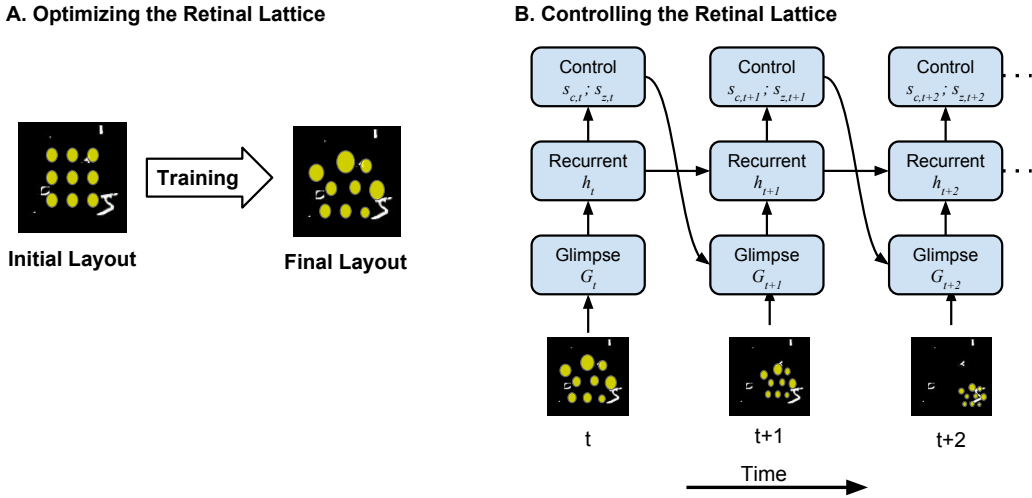 A. Optimizing the Retinal Lattice
Training
Initial Layout
Final Layout
B. Controlling the Retinal Lattice
Control
s_{c,t} ; s_{z,t}
Control
s_{c,t+1} ; s_{z,t+1}
Control
s_{c,t+2} ; s_{z,t+2}
...
Recurrent
h_t
Recurrent
h_{t+1}
Recurrent
h_{t+2}
...
Glimpse
G_t
Glimpse
G_{t+1}
Glimpse
G_{t+2}
t
t+1
t+2
Time